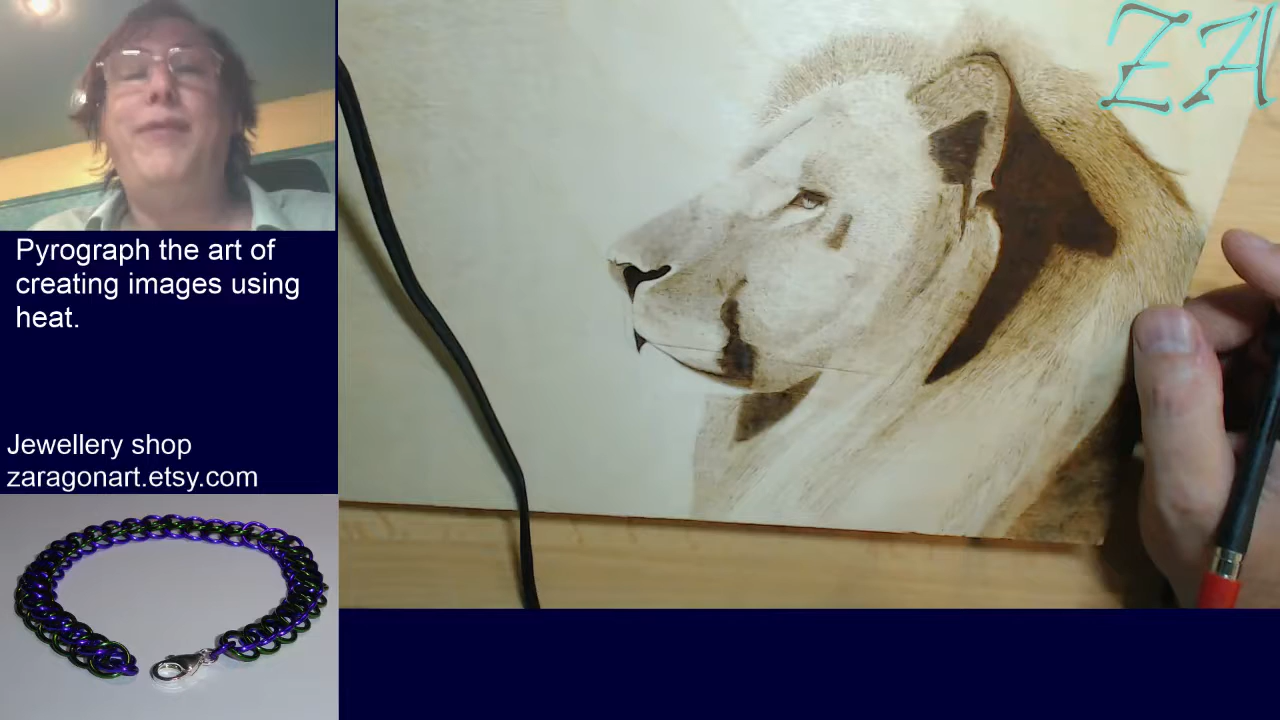 Pyrograph the art of
creating images using
heat.
Jewellery shop
zaragonart.etsy.com
ZA